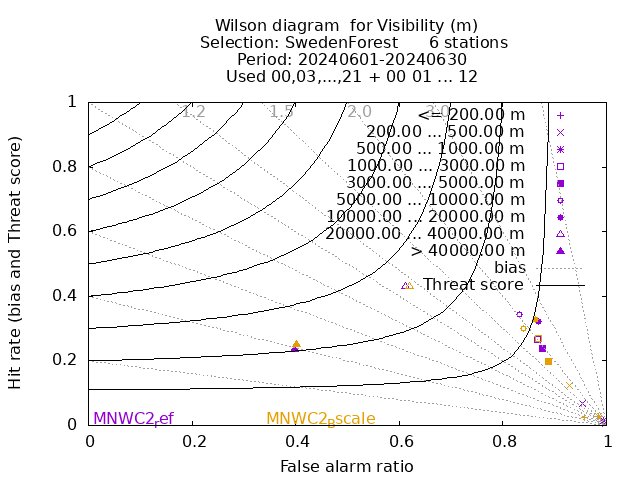 Wilson diagram for Visibility (m)
Selection: SwedenForest 6 stations
Period: 20240601-20240630
Used 00,03,...,21 + 00 01 ... 12
Hit rate (bias and Threat score)
1
0.8
0.6
0.4
0.2
0
1.2 1.5 2.0 3.0
<= 200.00 m
200.00 ... 500.00 m
500.00 ... 1000.00 m
1000.00 ... 3000.00 m
3000.00 ... 5000.00 m
5000.00 ... 10000.00 m
10000.00 ... 20000.00 m
20000.00 ... 40000.00 m
> 40000.00 m
bias
Threat score
MNWC2_ref MNWC2_Bscale
0 0.2 0.4 0.6 0.8 1
False alarm ratio